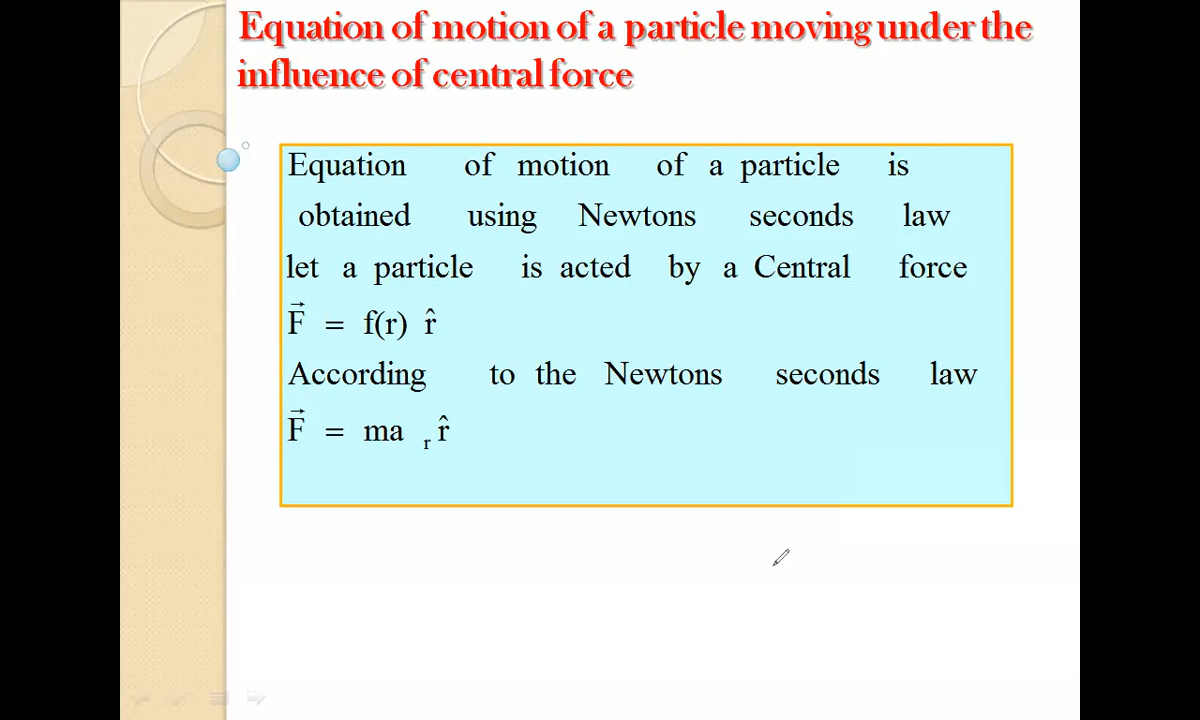 Equation of motion of a particle moving under the
influence of central force
Equation of motion of a particle is
obtained using Newtons seconds law
let a particle is acted by a Central force
F⃗ = f(r) r̂
According to the Newtons seconds law
F⃗ = ma ᵣ r̂